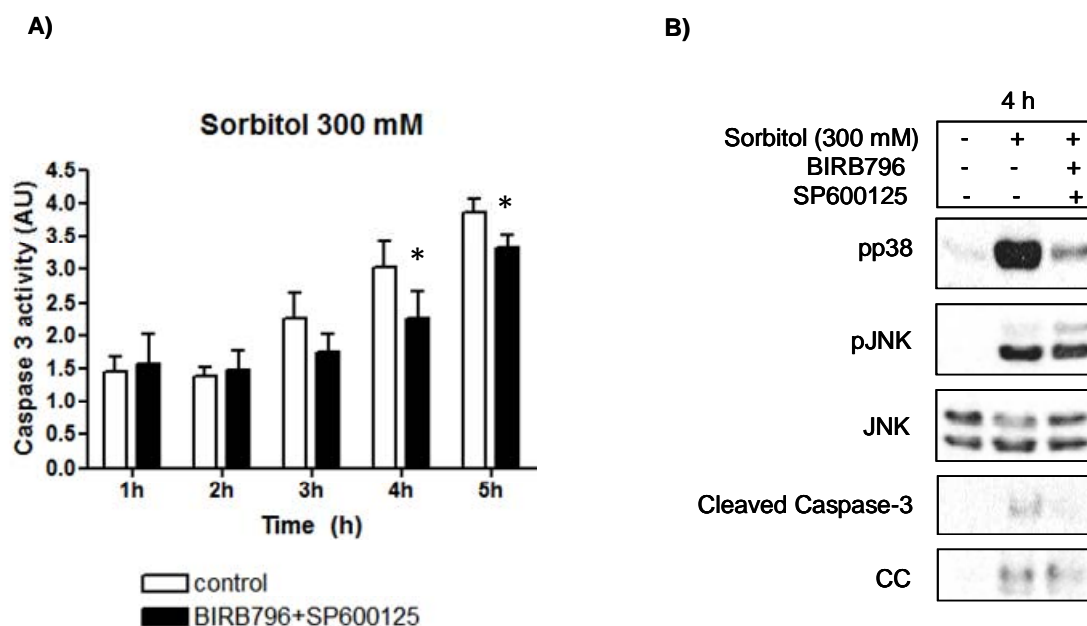 A)
Sorbitol 300 mM
Caspase 3 activity (AU)
4.5
4.0
3.5
3.0
2.5
2.0
1.5
1.0
0.5
0.0
*
*
1h 2h 3h 4h 5h
Time (h)
control
BIRB796+SP600125
B)
4 h
Sorbitol (300 mM) - + +
BIRB796 - - +
SP600125 - - +
pp38
pJNK
JNK
Cleaved Caspase-3
CC